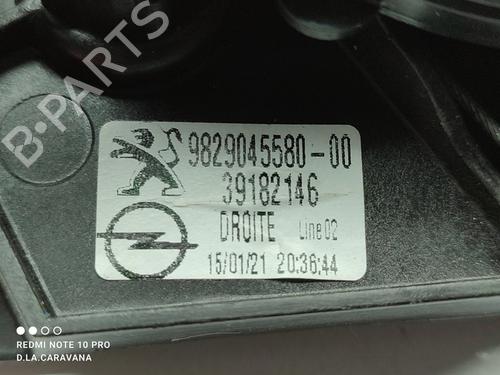 B-PARTS
9829045580-00
39182146
DROITE Line 02
15/01/21 20:36:44
REDMI NOTE 10 PRO
D.LA.CARAVANA